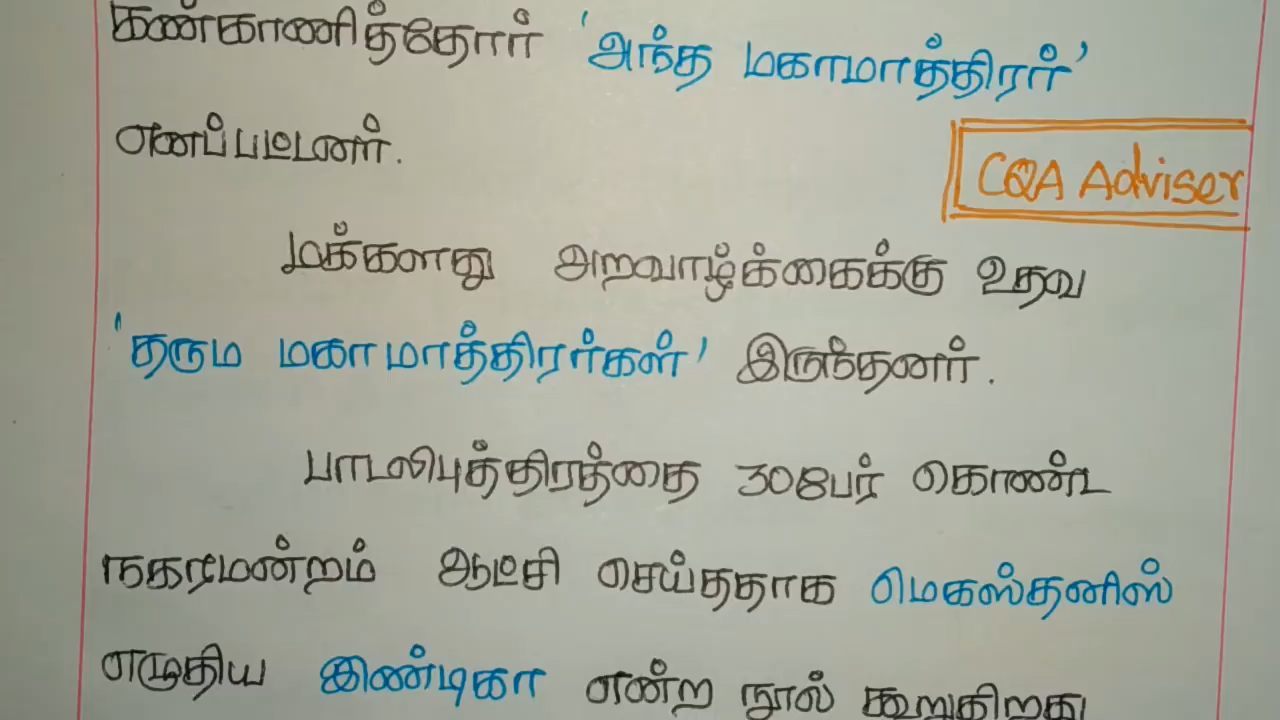 கண்காணித்தோர் 'அந்த மகாமாத்திரர்'
எனப்பட்டனர்.
CQA Adviser
மக்களது அறவாழ்க்கைக்கு உதவ
'தரும மகாமாத்திரர்கள்' இருந்தனர்.
பாடலிபுத்திரத்தை 30பேர் கொண்ட
நகரமன்றம் ஆட்சி செய்ததாக மெகஸ்தனிஸ்
எழுதிய இண்டிகா என்ற நூல் கூறுகிறது